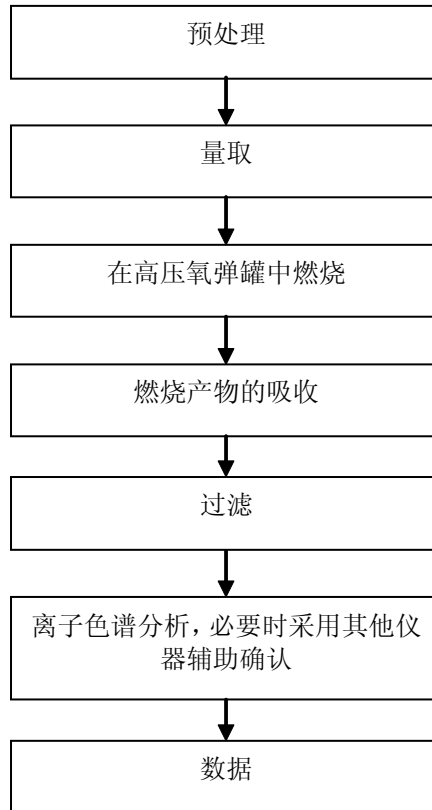 预处理
量取
在高压氧弹罐中燃烧
燃烧产物的吸收
过滤
离子色谱分析，必要时采用其他仪
器辅助确认
数据